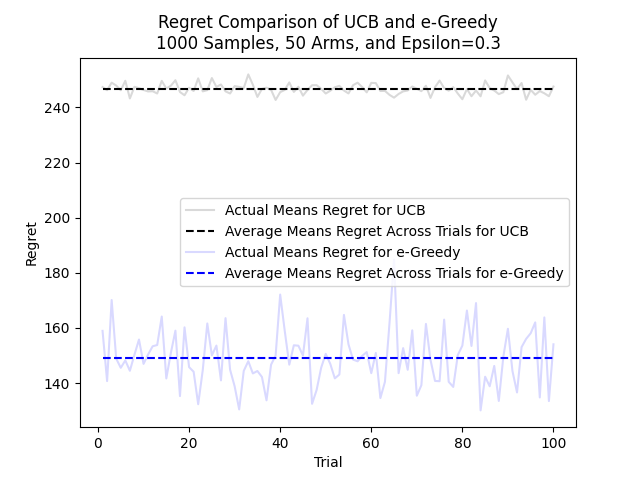 Regret Comparison of UCB and e-Greedy
1000 Samples, 50 Arms, and Epsilon=0.3
240
220
200
180
160
140
Regret
Actual Means Regret for UCB
Average Means Regret Across Trials for UCB
Actual Means Regret for e-Greedy
Average Means Regret Across Trials for e-Greedy
0 20 40 60 80 100
Trial